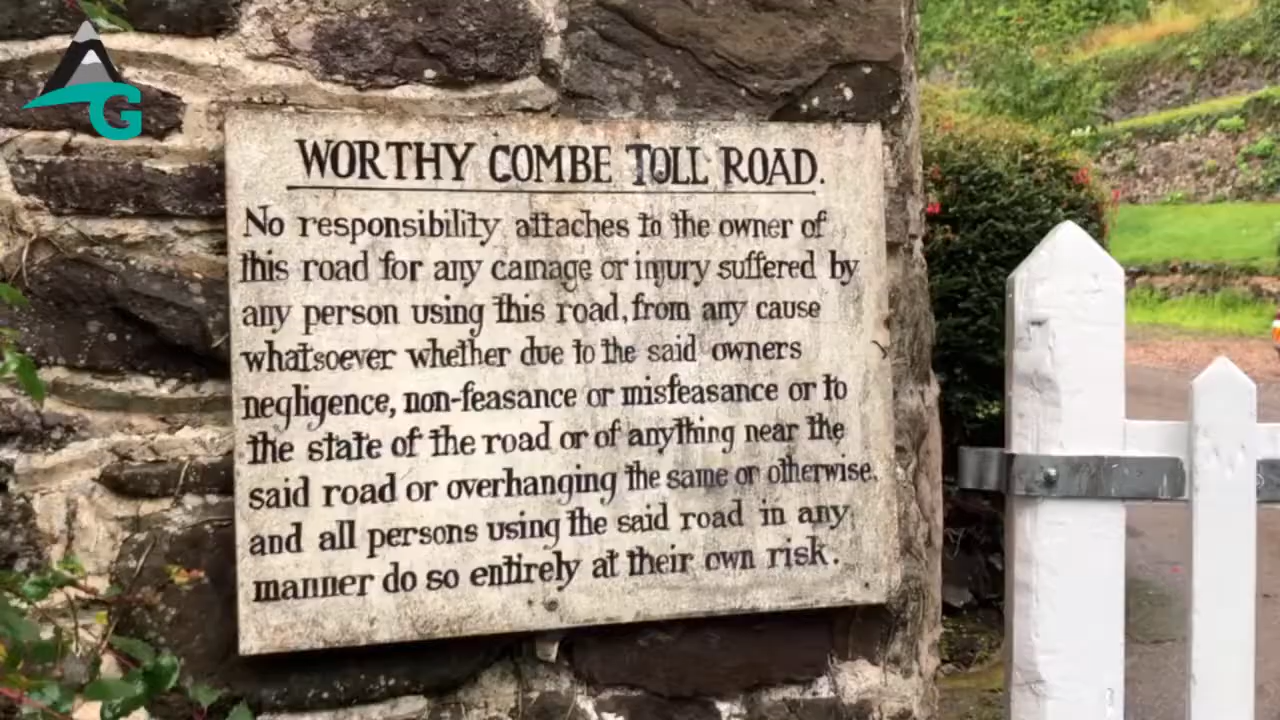 G
WORTHY COMBE TOLL ROAD.
No responsibility attaches to the owner of
this road for any camage or injury suffered by
any person using this road, from any cause
whatsoever whether due to the said owners
negligence, non-feasance or misfeasance or to
the state of the road or of anything near the
said road or overhanging the same or otherwise.
and all persons using the said road in any
manner do so entirely at their own risk.